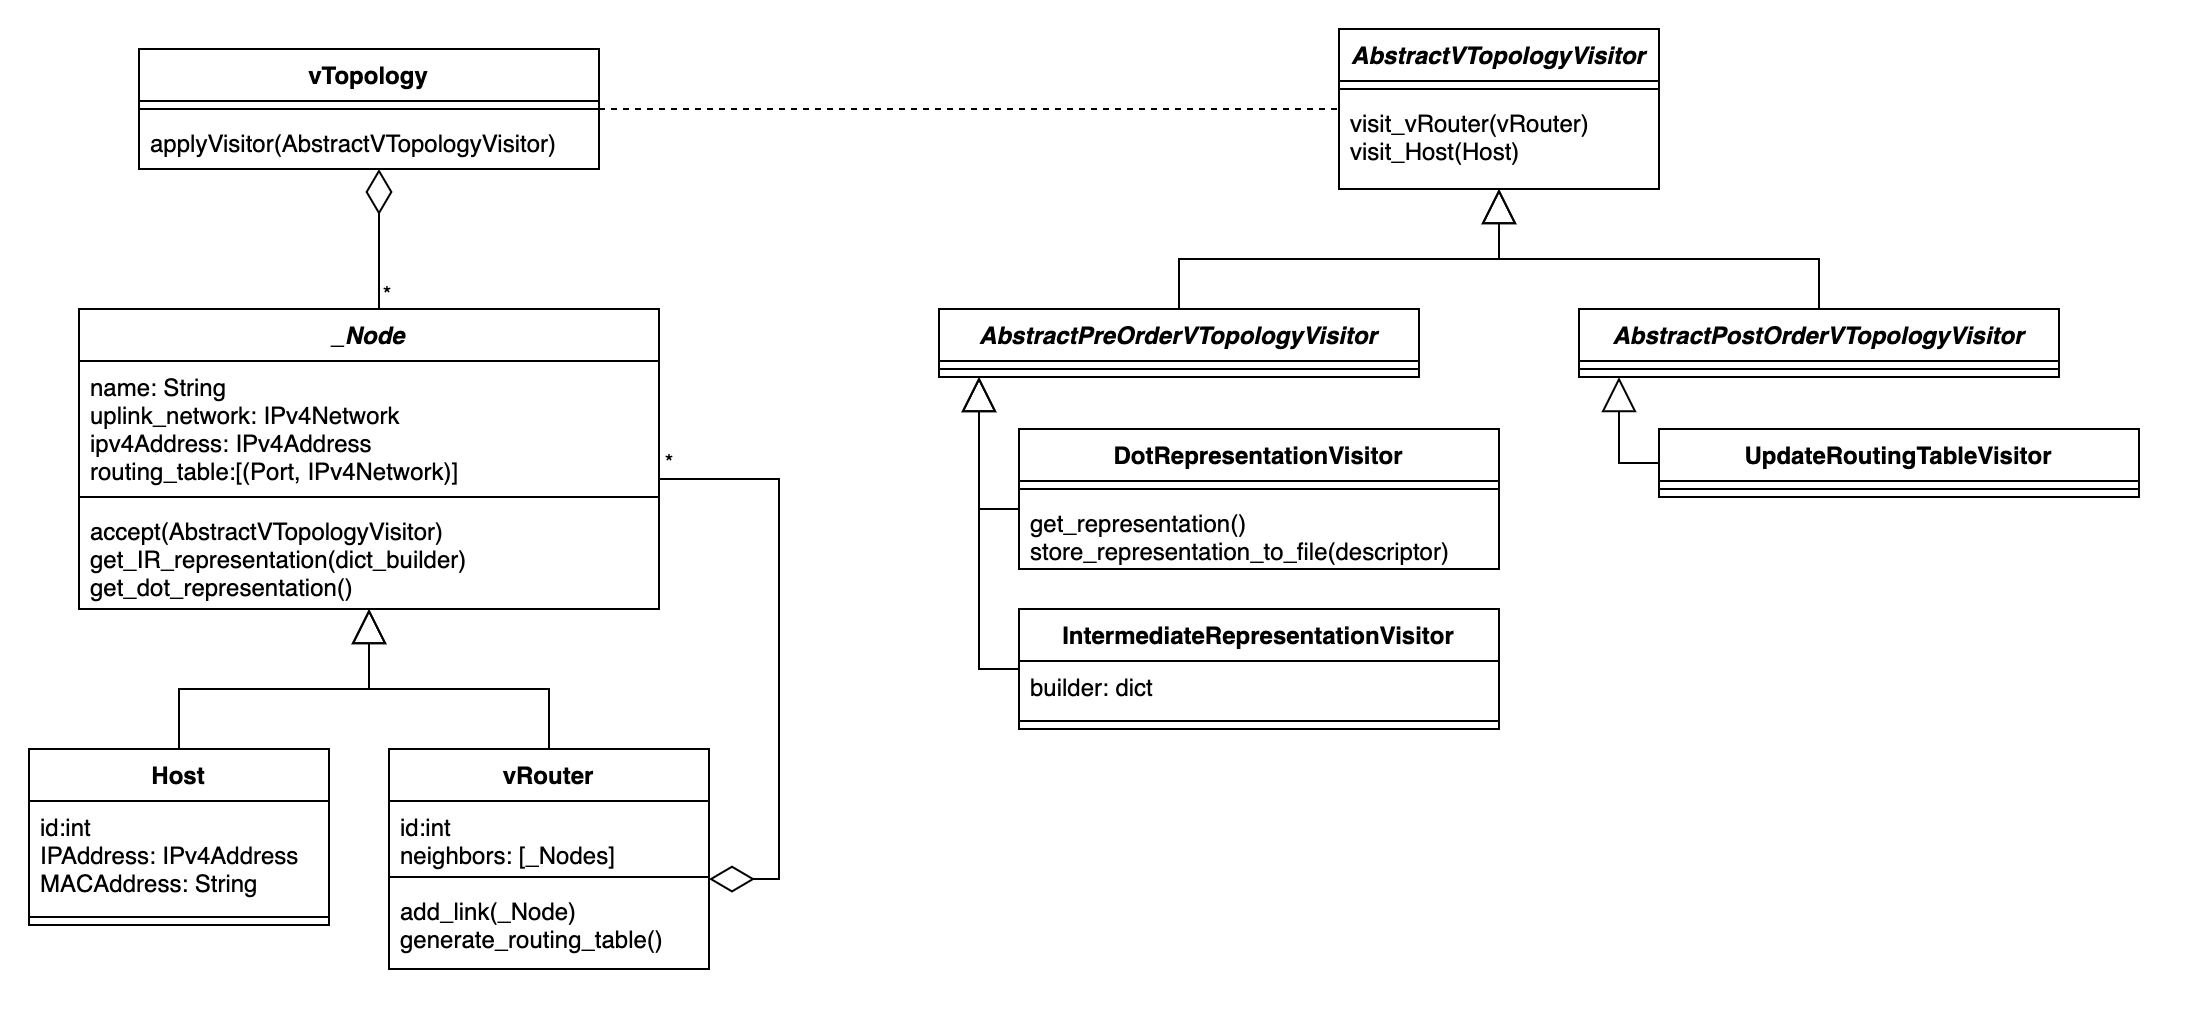 vTopology
applyVisitor(AbstractVTopologyVisitor)
AbstractVTopologyVisitor
visit_vRouter(vRouter)
visit_Host(Host)
*
_Node
name: String
uplink_network: IPv4Network
ipv4Address: IPv4Address
routing_table:[(Port, IPv4Network)]
accept(AbstractVTopologyVisitor)
get_IR_representation(dict_builder)
get_dot_representation()
*
AbstractPreOrderVTopologyVisitor
AbstractPostOrderVTopologyVisitor
DotRepresentationVisitor
get_representation()
store_representation_to_file(descriptor)
UpdateRoutingTableVisitor
IntermediateRepresentationVisitor
builder: dict
Host
id:int
IPAddress: IPv4Address
MACAddress: String
vRouter
id:int
neighbors: [_Nodes]
add_link(_Node)
generate_routing_table()